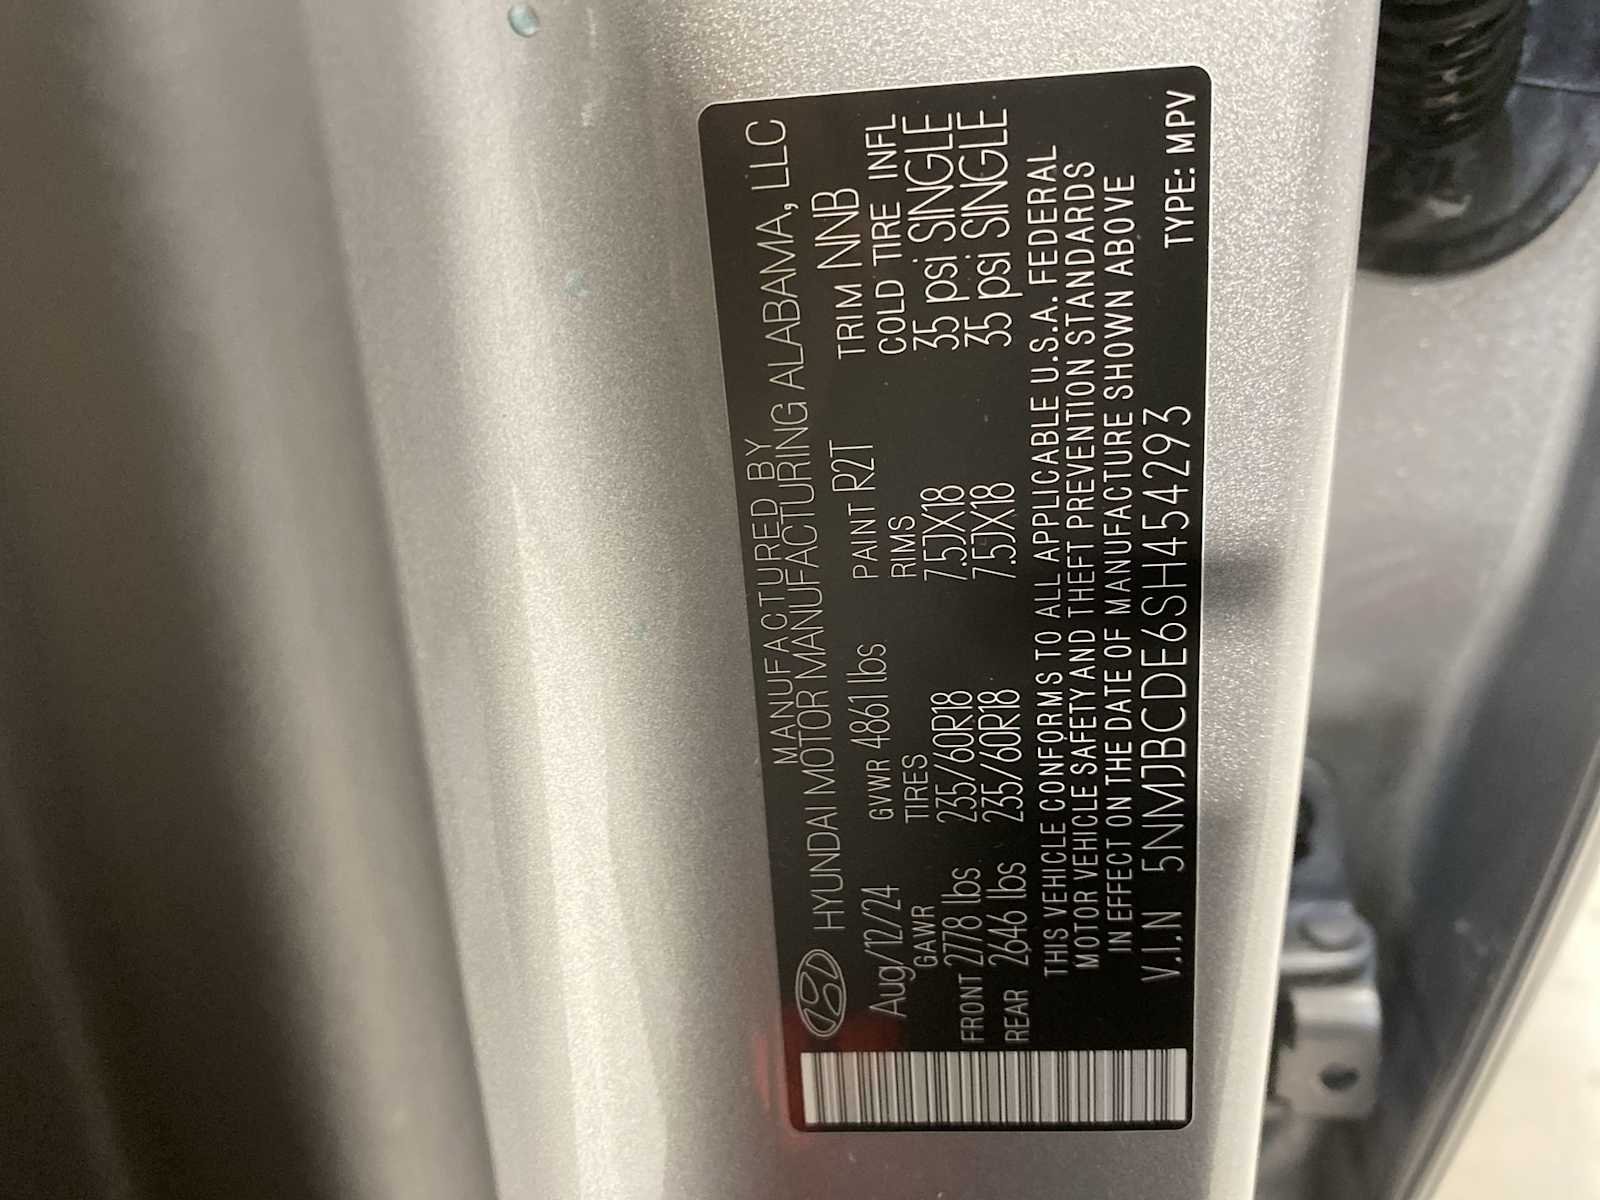 MANUFACTURED BY
HYUNDAI MOTOR MANUFACTURING ALABAMA, LLC
Aug/12/24 GVWR 4861 lbs PAINT R2T TRIM NNB
GAWR TIRES RIMS COLD TIRE INFL
FRONT 2778 lbs 235/60R18 7.5JX18 35 psi SINGLE
REAR 2646 lbs 235/60R18 7.5JX18 35 psi SINGLE
THIS VEHICLE CONFORMS TO ALL APPLICABLE U.S.A. FEDERAL
MOTOR VEHICLE SAFETY AND THEFT PREVENTION STANDARDS
IN EFFECT ON THE DATE OF MANUFACTURE SHOWN ABOVE
V.I.N 5NMJBCDE6SH454293 TYPE: MPV